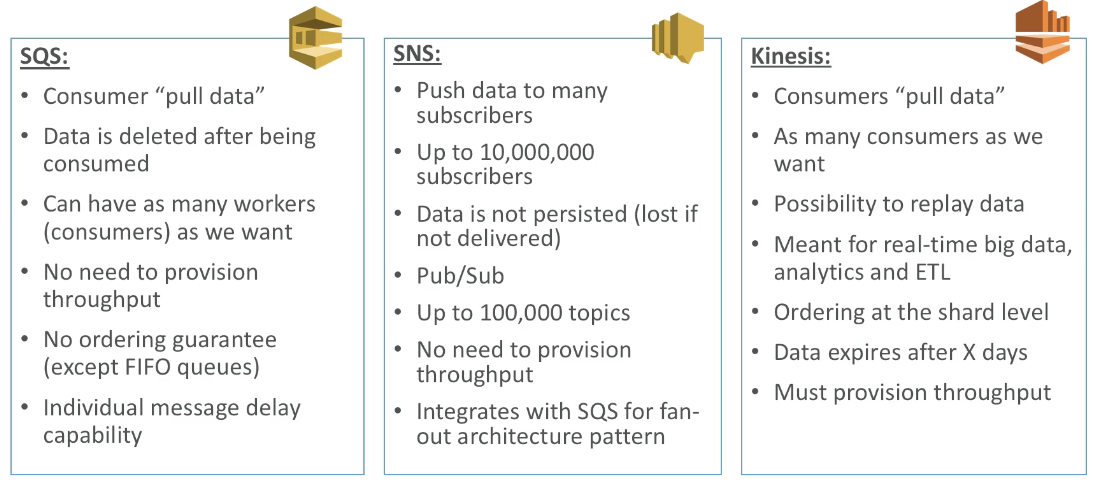 SQS:
• Consumer “pull data”
• Data is deleted after being
consumed
• Can have as many workers
(consumers) as we want
• No need to provision
throughput
• No ordering guarantee
(except FIFO queues)
• Individual message delay
capability
SNS:
• Push data to many
subscribers
• Up to 10,000,000
subscribers
• Data is not persisted (lost if
not delivered)
• Pub/Sub
• Up to 100,000 topics
• No need to provision
throughput
• Integrates with SQS for fan-
out architecture pattern
Kinesis:
• Consumers “pull data”
• As many consumers as we
want
• Possibility to replay data
• Meant for real-time big data,
analytics and ETL
• Ordering at the shard level
• Data expires after X days
• Must provision throughput